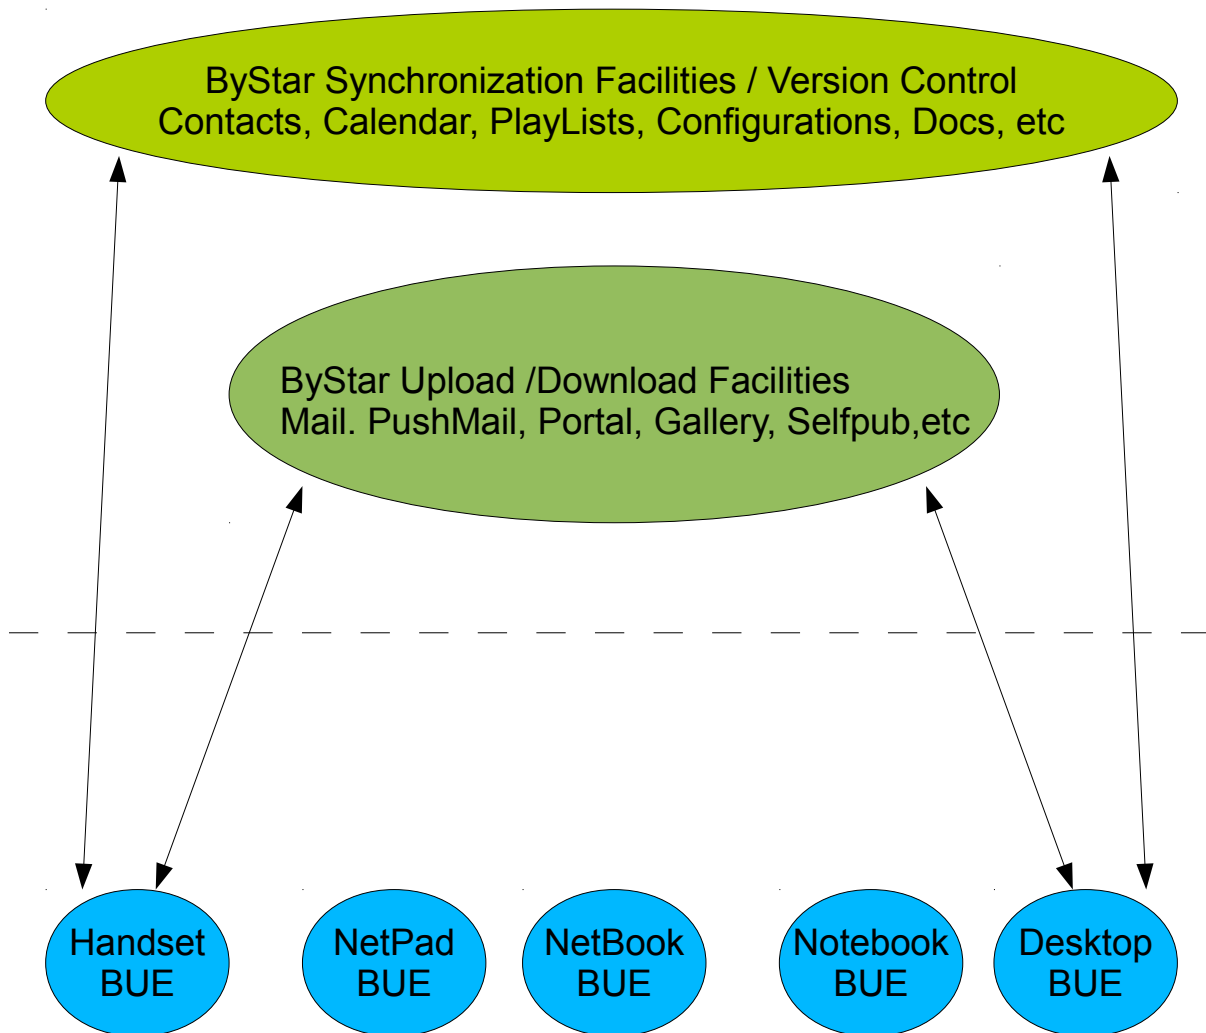 ByStar Synchronization Facilities / Version Control
Contacts, Calendar, PlayLists, Configurations, Docs, etc
ByStar Upload /Download Facilities
Mail. PushMail, Portal, Gallery, Selfpub,etc
Handset
BUE
NetPad
BUE
NetBook
BUE
Notebook
BUE
Desktop
BUE